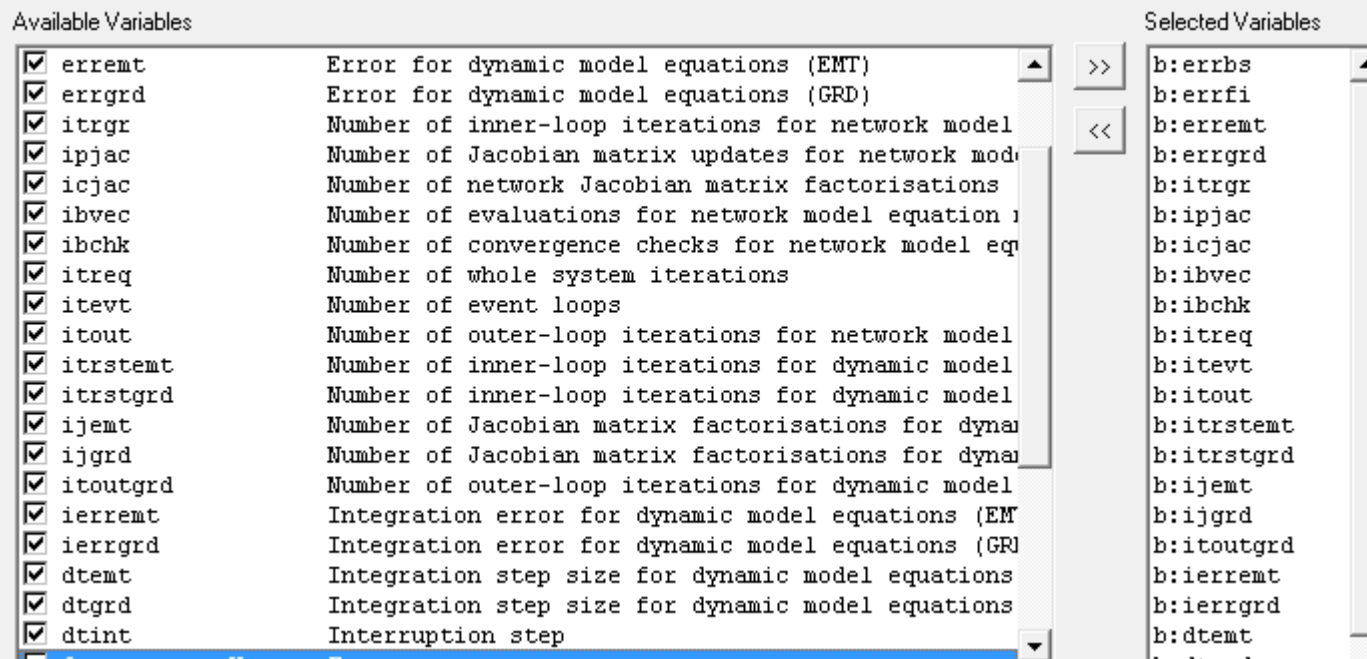 Available Variables
Selected Variables
erremt Error for dynamic model equations (EMT)
errgrd Error for dynamic model equations (GRD)
itrgr Number of inner-loop iterations for network model
ipjac Number of Jacobian matrix updates for network mod
icjac Number of network Jacobian matrix factorisations
ibvec Number of evaluations for network model equation
ibchk Number of convergence checks for network model eq
itreq Number of whole system iterations
itevt Number of event loops
itout Number of outer-loop iterations for network model
itrstemt Number of inner-loop iterations for dynamic model
itrstgrd Number of inner-loop iterations for dynamic model
ijemt Number of Jacobian matrix factorisations for dyna
ijgrd Number of Jacobian matrix factorisations for dyna
itoutgrd Number of outer-loop iterations for dynamic model
ierremt Integration error for dynamic model equations (EM
ierrgrd Integration error for dynamic model equations (GR
dtemt Integration step size for dynamic model equations
dtgrd Integration step size for dynamic model equations
dtint Interruption step
>>
<<
b:errbs
b:errfi
b:erremt
b:errgrd
b:itrgr
b:ipjac
b:icjac
b:ibvec
b:ibchk
b:itreq
b:itevt
b:itout
b:itrstemt
b:itrstgrd
b:ijemt
b:ijgrd
b:itoutgrd
b:ierremt
b:ierrgrd
b:dtemt